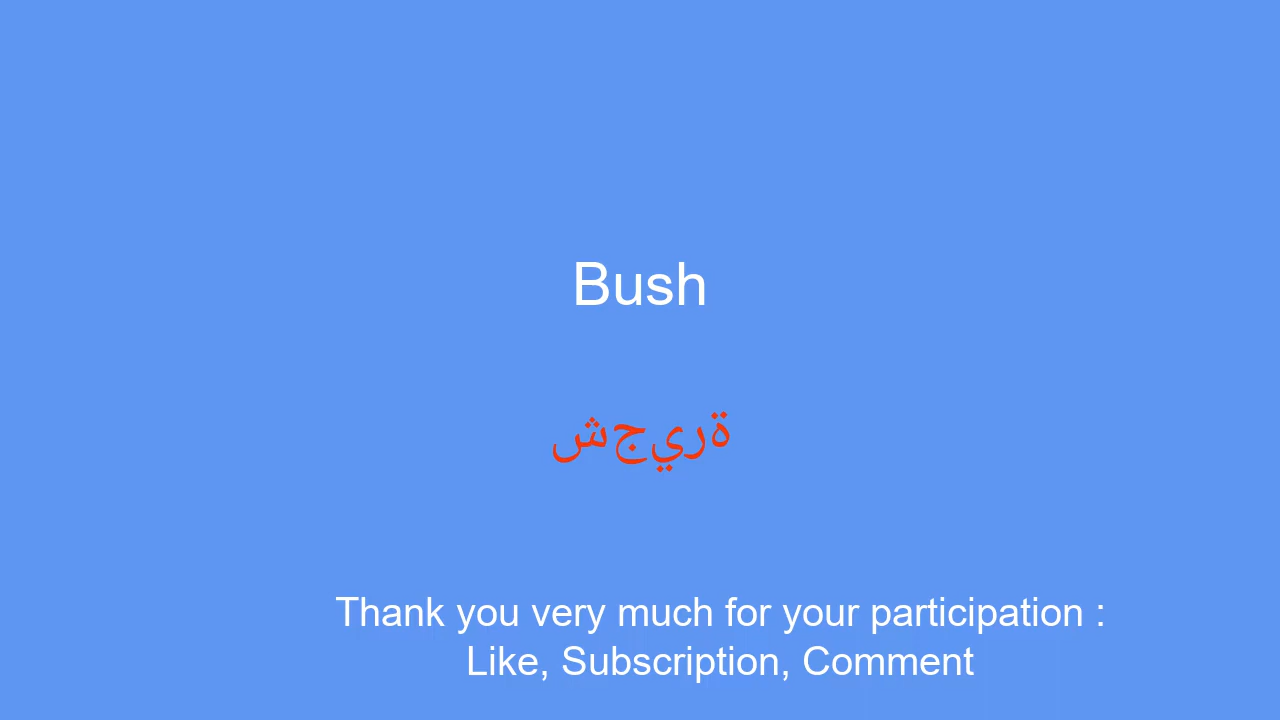 Bush
شجيرة
Thank you very much for your participation :
Like, Subscription, Comment